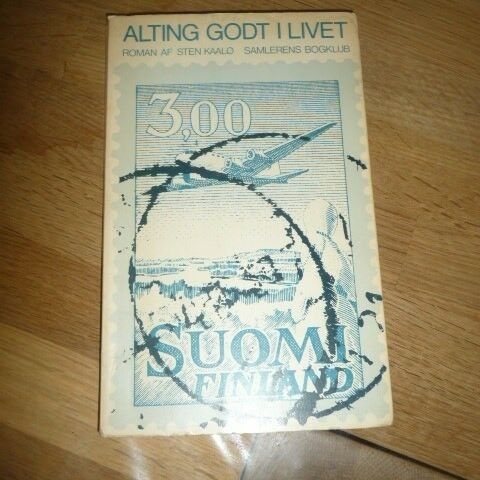 ALTING GODT I LIVET
ROMAN AF STEN KAALØ SAMLERENS BOGKLUB
3,00
SUOMI
FINLAND